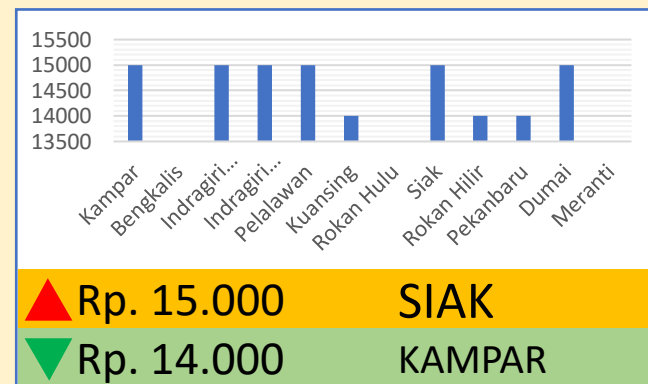 15500
15000
14500
14000
13500
Kampar
Bengkalis
Indragiri...
Indragiri...
Pelalawan
Kuansing
Rokan Hulu
Siak
Rokan Hilir
Pekanbaru
Dumai
Meranti
Rp. 15.000 SIAK
Rp. 14.000 KAMPAR